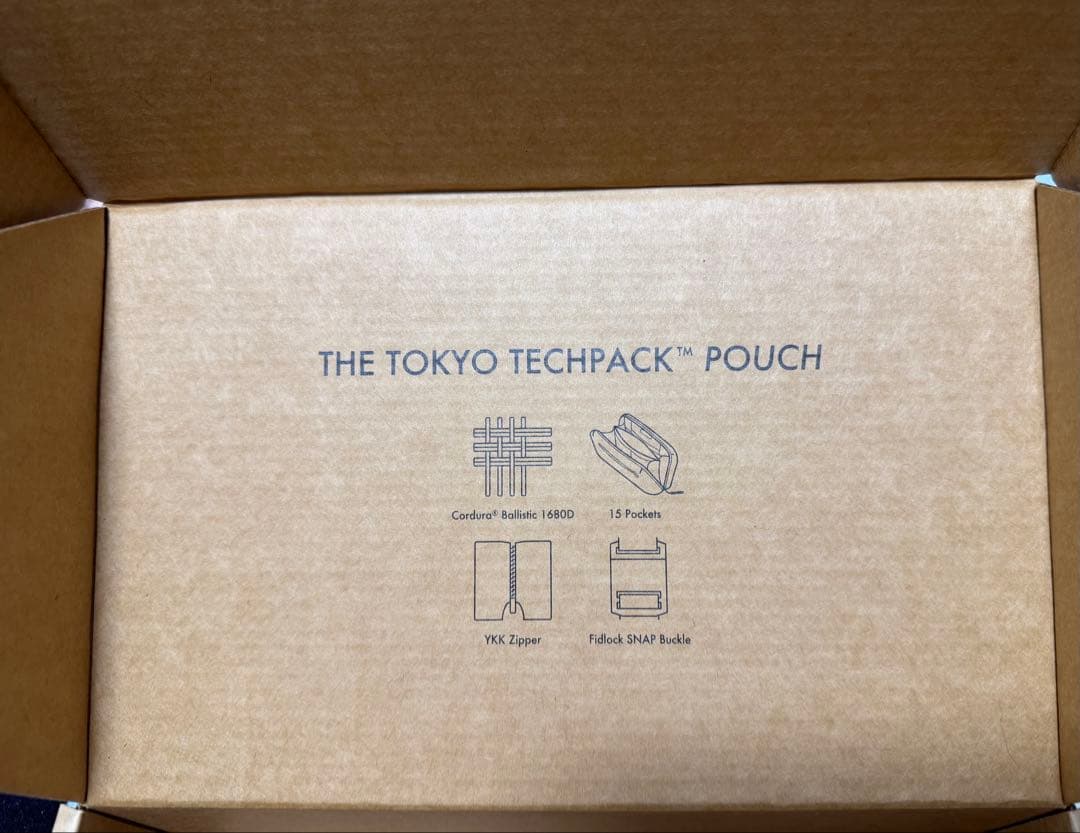 THE TOKYO TECHPACK™ POUCH
Cordura® Ballistic 1680D
15 Pockets
YKK Zipper
Fidlock SNAP Buckle